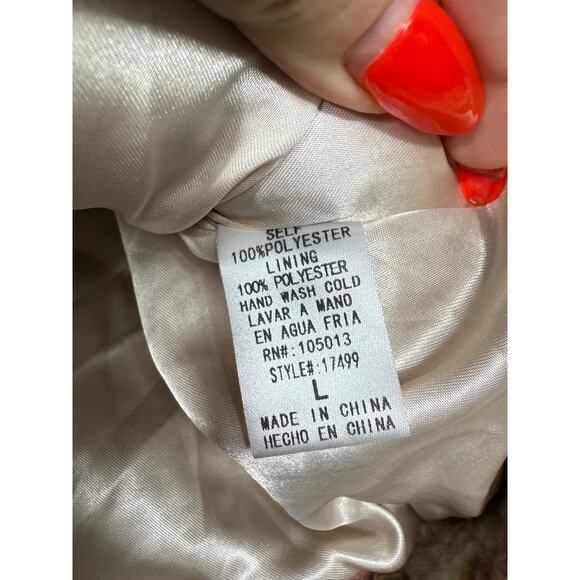 SELF
100%POLYESTER
LINING
100% POLYESTER
HAND WASH COLD
LAVAR A MANO
EN AGUA FRIA
RN#:105013
STYLE#:17499
L
MADE IN CHINA
HECHO EN CHINA